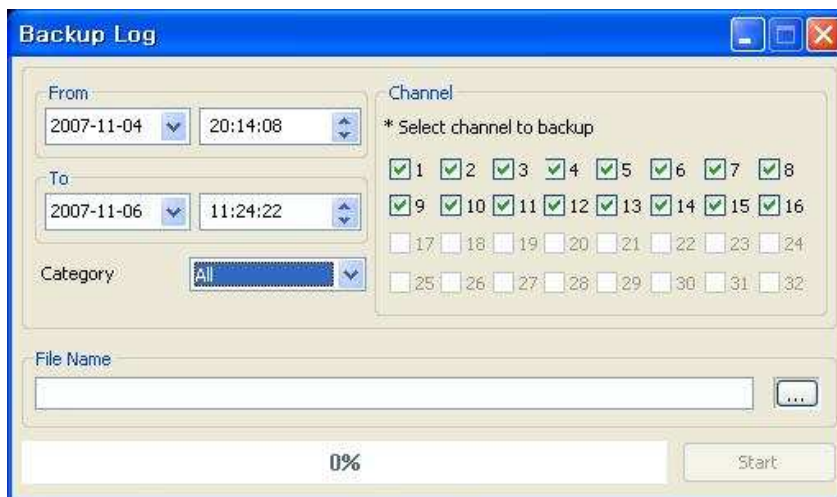 Backup Log
From
2007-11-04 20:14:08
To
2007-11-06 11:24:22
Category All
Channel
* Select channel to backup
1 2 3 4 5 6 7 8
9 10 11 12 13 14 15 16
17 18 19 20 21 22 23 24
25 26 27 28 29 30 31 32
File Name
...
0% Start